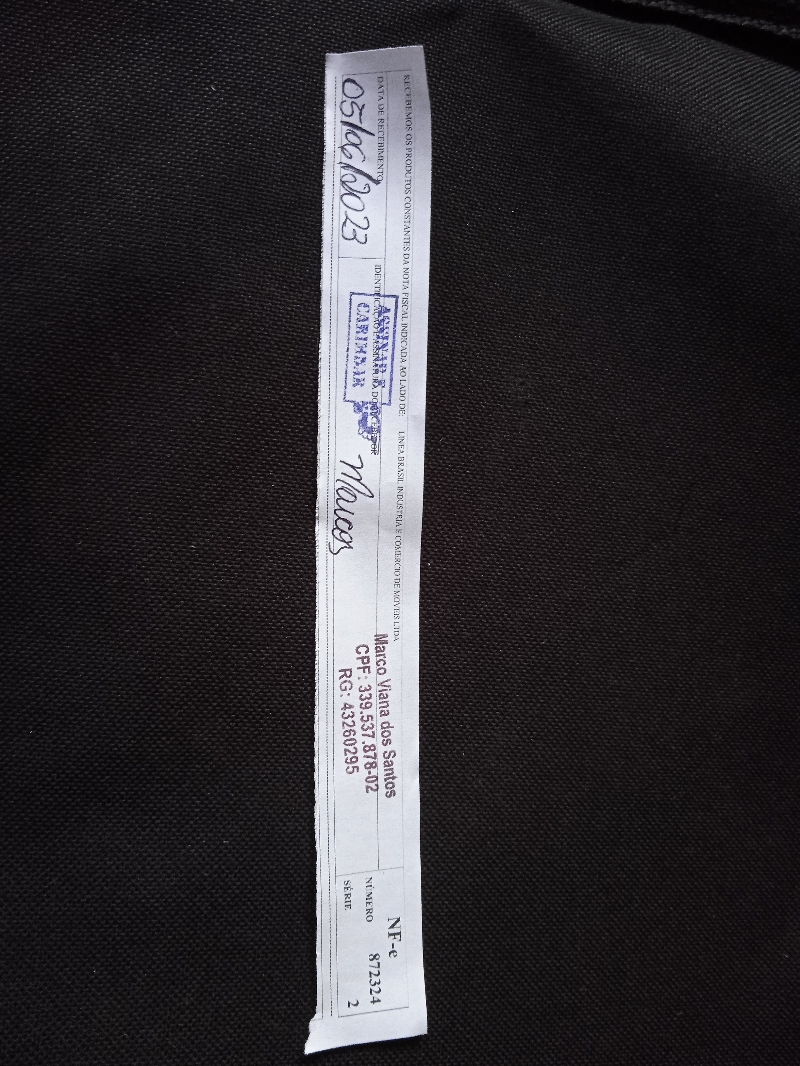 RECEBEMOS OS PRODUTOS CONSTANTES DA NOTA FISCAL INDICADA AO LADO DE: LINEA BRASIL INDUSTRIA E COMERCIO DE MOVEIS LTDA
DATA DE RECEBIMENTO
05/06/2023
IDENTIFICAÇÃO E ASSINATURA DO RECEBEDOR
ASSINAR E
CARIMBAR
Marcos
Marco Viana dos Santos
CPF: 339.537.878-02
RG: 43260295
NF-e
NÚMERO 872324
SÉRIE 2